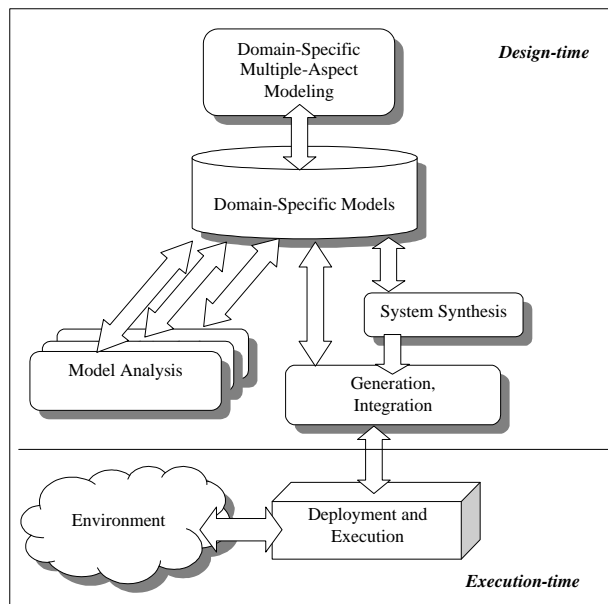 Domain-Specific
Multiple-Aspect
Modeling
Design-time
Domain-Specific Models
System Synthesis
Model Analysis
Generation,
Integration
Environment
Deployment and
Execution
Execution-time